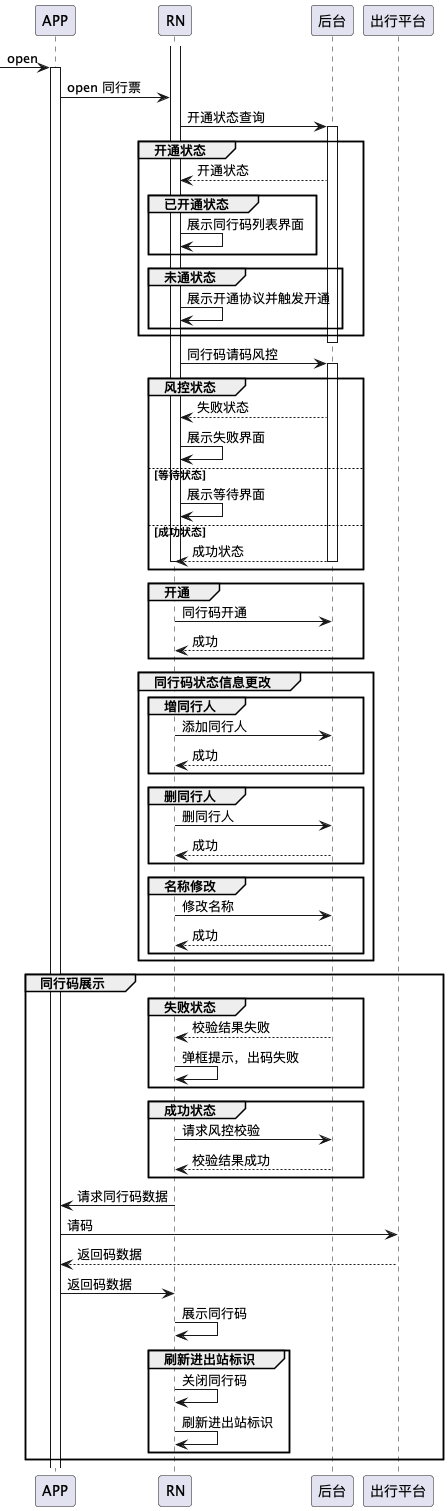 APP RN 后台 出行平台
open
open 同行票
开通状态查询
开通状态
开通状态
已开通状态
展示同行码列表界面
未通状态
展示开通协议并触发开通
同行码请码风控
风控状态
失败状态
展示失败界面
[等待状态]
展示等待界面
[成功状态]
成功状态
开通
同行码开通
成功
同行码状态信息更改
增同行人
添加同行人
成功
删同行人
删同行人
成功
名称修改
修改名称
成功
同行码展示
失败状态
校验结果失败
弹框提示，出码失败
成功状态
请求风控校验
校验结果成功
请求同行码数据
请码
返回码数据
返回码数据
展示同行码
刷新进出站标识
关闭同行码
刷新进出站标识
APP RN 后台 出行平台